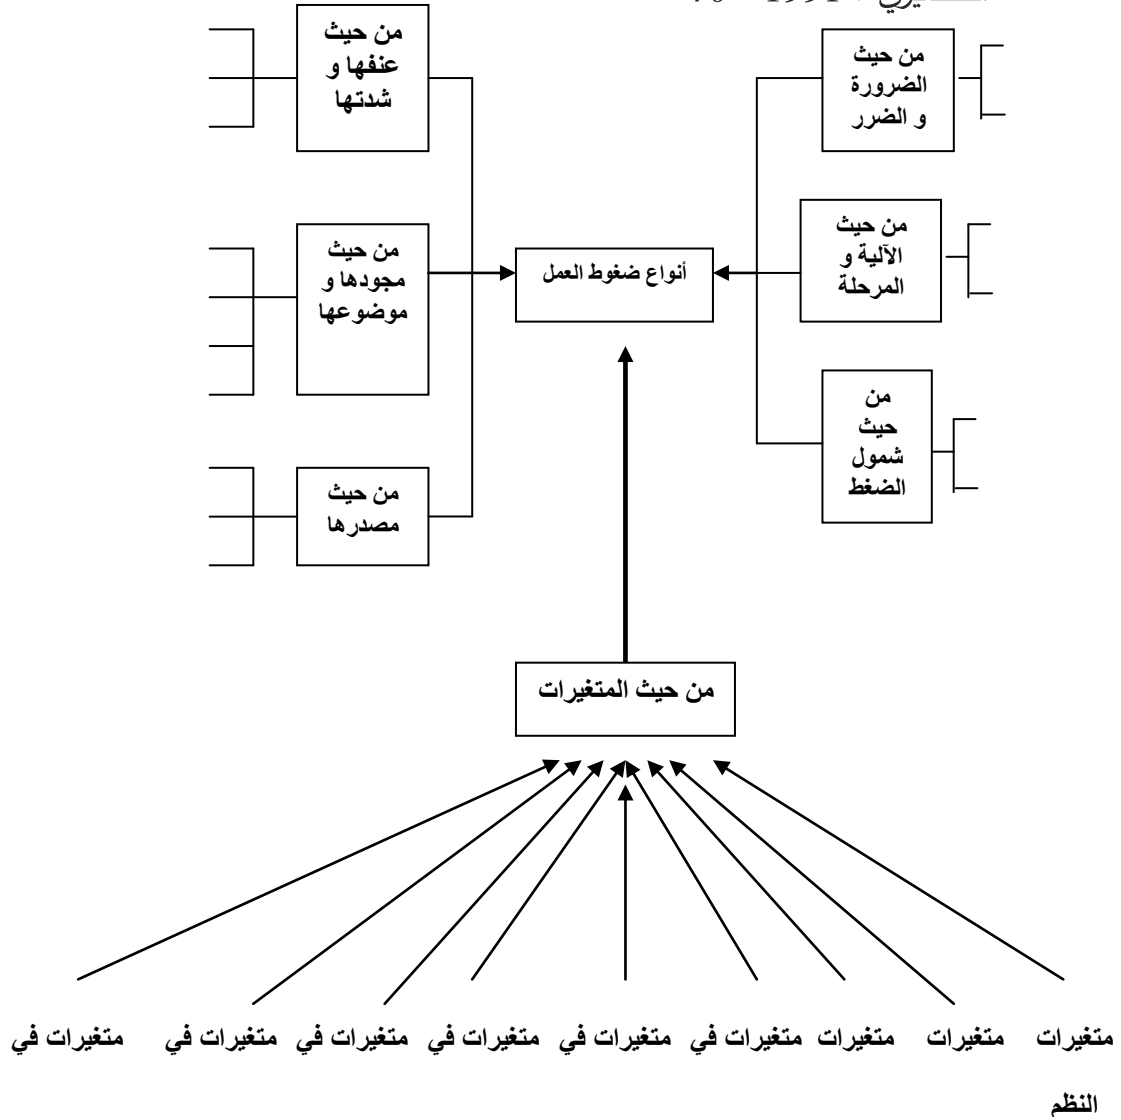 من حيث
الضرورة
و الضرر
من حيث
الآلية و
المرحلة
من
حيث
شمول
الضغط
أنواع ضغوط العمل
من حيث
عنفها و
شدتها
من حيث
مجودها و
موضوعها
من حيث
مصدرها
من حيث المتغيرات
متغيرات متغيرات متغيرات متغيرات في متغيرات في متغيرات في متغيرات في متغيرات في متغيرات في
النظم